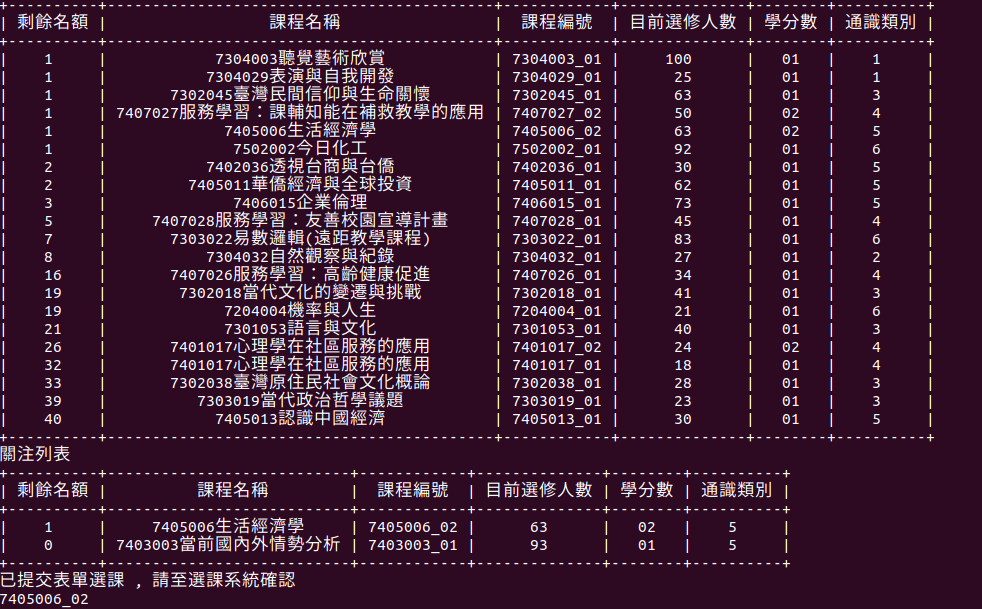 剩餘名額 | 課程名稱 | 課程編號 | 目前選修人數 | 學分數 | 通識類別
1 | 7304003聽覺藝術欣賞 | 7304003_01 | 100 | 01 | 1
1 | 7304029表演與自我開發 | 7304029_01 | 25 | 01 | 1
1 | 7302045臺灣民間信仰與生命關懷 | 7302045_01 | 63 | 01 | 3
1 | 7407027服務學習：課輔知能在補救教學的應用 | 7407027_02 | 50 | 02 | 4
1 | 7405006生活經濟學 | 7405006_02 | 63 | 02 | 5
1 | 7502002今日化工 | 7502002_01 | 92 | 01 | 6
2 | 7402036透視台商與台僑 | 7402036_01 | 30 | 01 | 5
2 | 7405011華僑經濟與全球投資 | 7405011_01 | 62 | 01 | 5
3 | 7406015企業倫理 | 7406015_01 | 73 | 01 | 5
5 | 7407028服務學習：友善校園宣導計畫 | 7407028_01 | 45 | 01 | 4
7 | 7303022易數邏輯(遠距教學課程) | 7303022_01 | 83 | 01 | 6
8 | 7304032自然觀察與紀錄 | 7304032_01 | 27 | 01 | 2
16 | 7407026服務學習：高齡健康促進 | 7407026_01 | 34 | 01 | 4
19 | 7302018當代文化的變遷與挑戰 | 7302018_01 | 41 | 01 | 3
19 | 7204004機率與人生 | 7204004_01 | 21 | 01 | 6
21 | 7301053語言與文化 | 7301053_01 | 40 | 01 | 3
26 | 7401017心理學在社區服務的應用 | 7401017_02 | 24 | 02 | 4
32 | 7401017心理學在社區服務的應用 | 7401017_01 | 18 | 01 | 4
33 | 7302038臺灣原住民社會文化概論 | 7302038_01 | 28 | 01 | 3
39 | 7303019當代政治哲學議題 | 7303019_01 | 23 | 01 | 3
40 | 7405013認識中國經濟 | 7405013_01 | 30 | 01 | 5
關注列表
剩餘名額 | 課程名稱 | 課程編號 | 目前選修人數 | 學分數 | 通識類別
1 | 7405006生活經濟學 | 7405006_02 | 63 | 02 | 5
0 | 7403003當前國內外情勢分析 | 7403003_01 | 93 | 01 | 5
已提交表單選課 , 請至選課系統確認
7405006_02